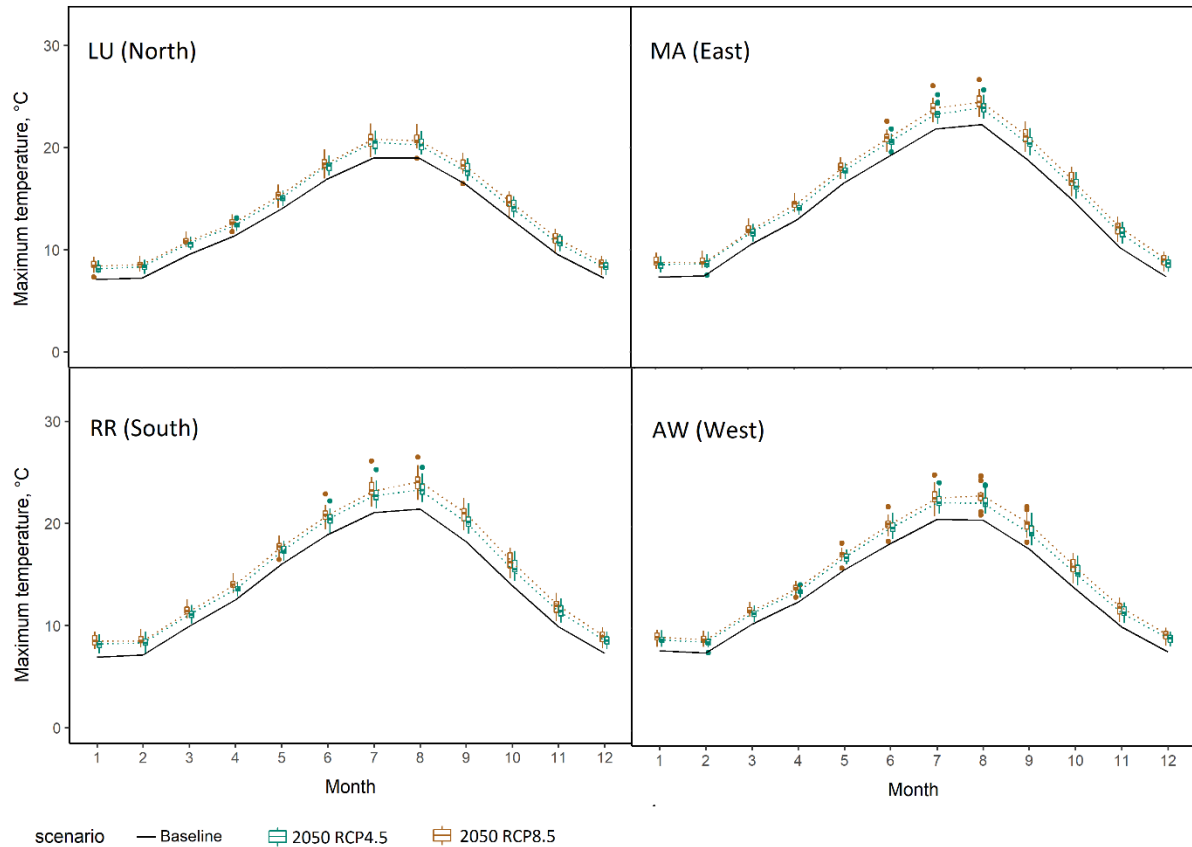 LU (North)
MA (East)
Maximum temperature, °C
30
20
10
0
RR (South)
AW (West)
Maximum temperature, °C
30
20
10
0
1 2 3 4 5 6 7 8 9 10 11 12
1 2 3 4 5 6 7 8 9 10 11 12
Month
Month
scenario Baseline 2050 RCP4.5 2050 RCP8.5